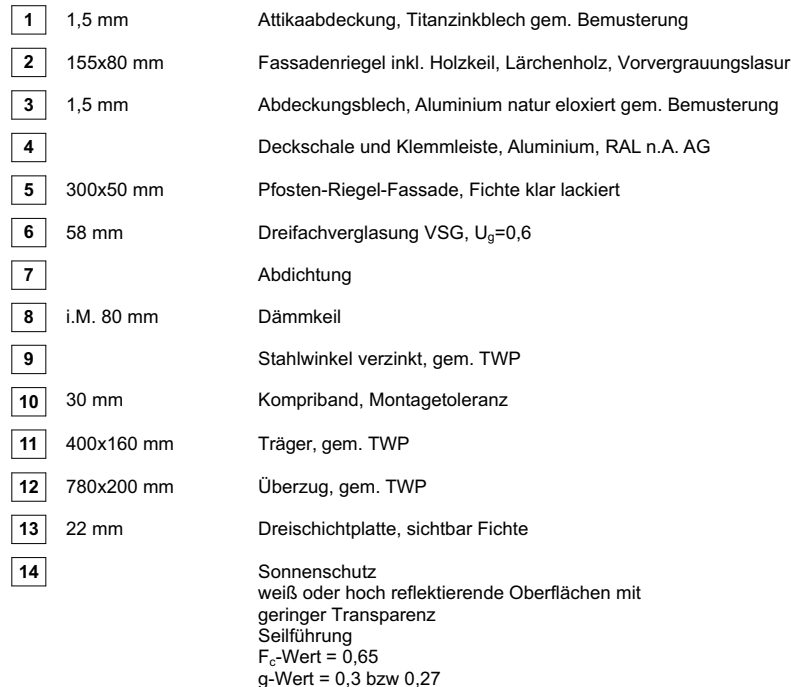 1 1,5 mm Attikaabdeckung, Titanzinkblech gem. Bemusterung
2 155x80 mm Fassadenriegel inkl. Holzkeil, Lärchenholz, Vorvergrauungslasur
3 1,5 mm Abdeckungsblech, Aluminium natur eloxiert gem. Bemusterung
4 Deckschale und Klemmleiste, Aluminium, RAL n.A. AG
5 300x50 mm Pfosten-Riegel-Fassade, Fichte klar lackiert
6 58 mm Dreifachverglasung VSG, Ug=0,6
7 Abdichtung
8 i.M. 80 mm Dämmkeil
9 Stahlwinkel verzinkt, gem. TWP
10 30 mm Kompriband, Montagetoleranz
11 400x160 mm Träger, gem. TWP
12 780x200 mm Überzug, gem. TWP
13 22 mm Dreischichtplatte, sichtbar Fichte
14 Sonnenschutz
weiß oder hoch reflektierende Oberflächen mit
geringer Transparenz
Seilführung
Fc-Wert = 0,65
g-Wert = 0,3 bzw 0,27